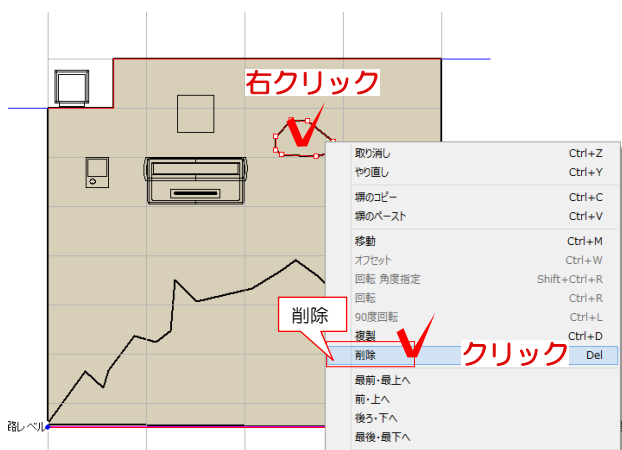 右クリック
取り消し Ctrl+Z
やり直し Ctrl+Y
塀のコピー Ctrl+C
塀のペースト Ctrl+V
移動 Ctrl+M
オフセット Ctrl+W
回転 角度指定 Shift+Ctrl+R
回転 Ctrl+R
90度回転 Ctrl+L
複製 Ctrl+D
削除
削除 Del
クリック
最前・最上へ
前・上へ
後ろ・下へ
最後・最下へ
路レベル